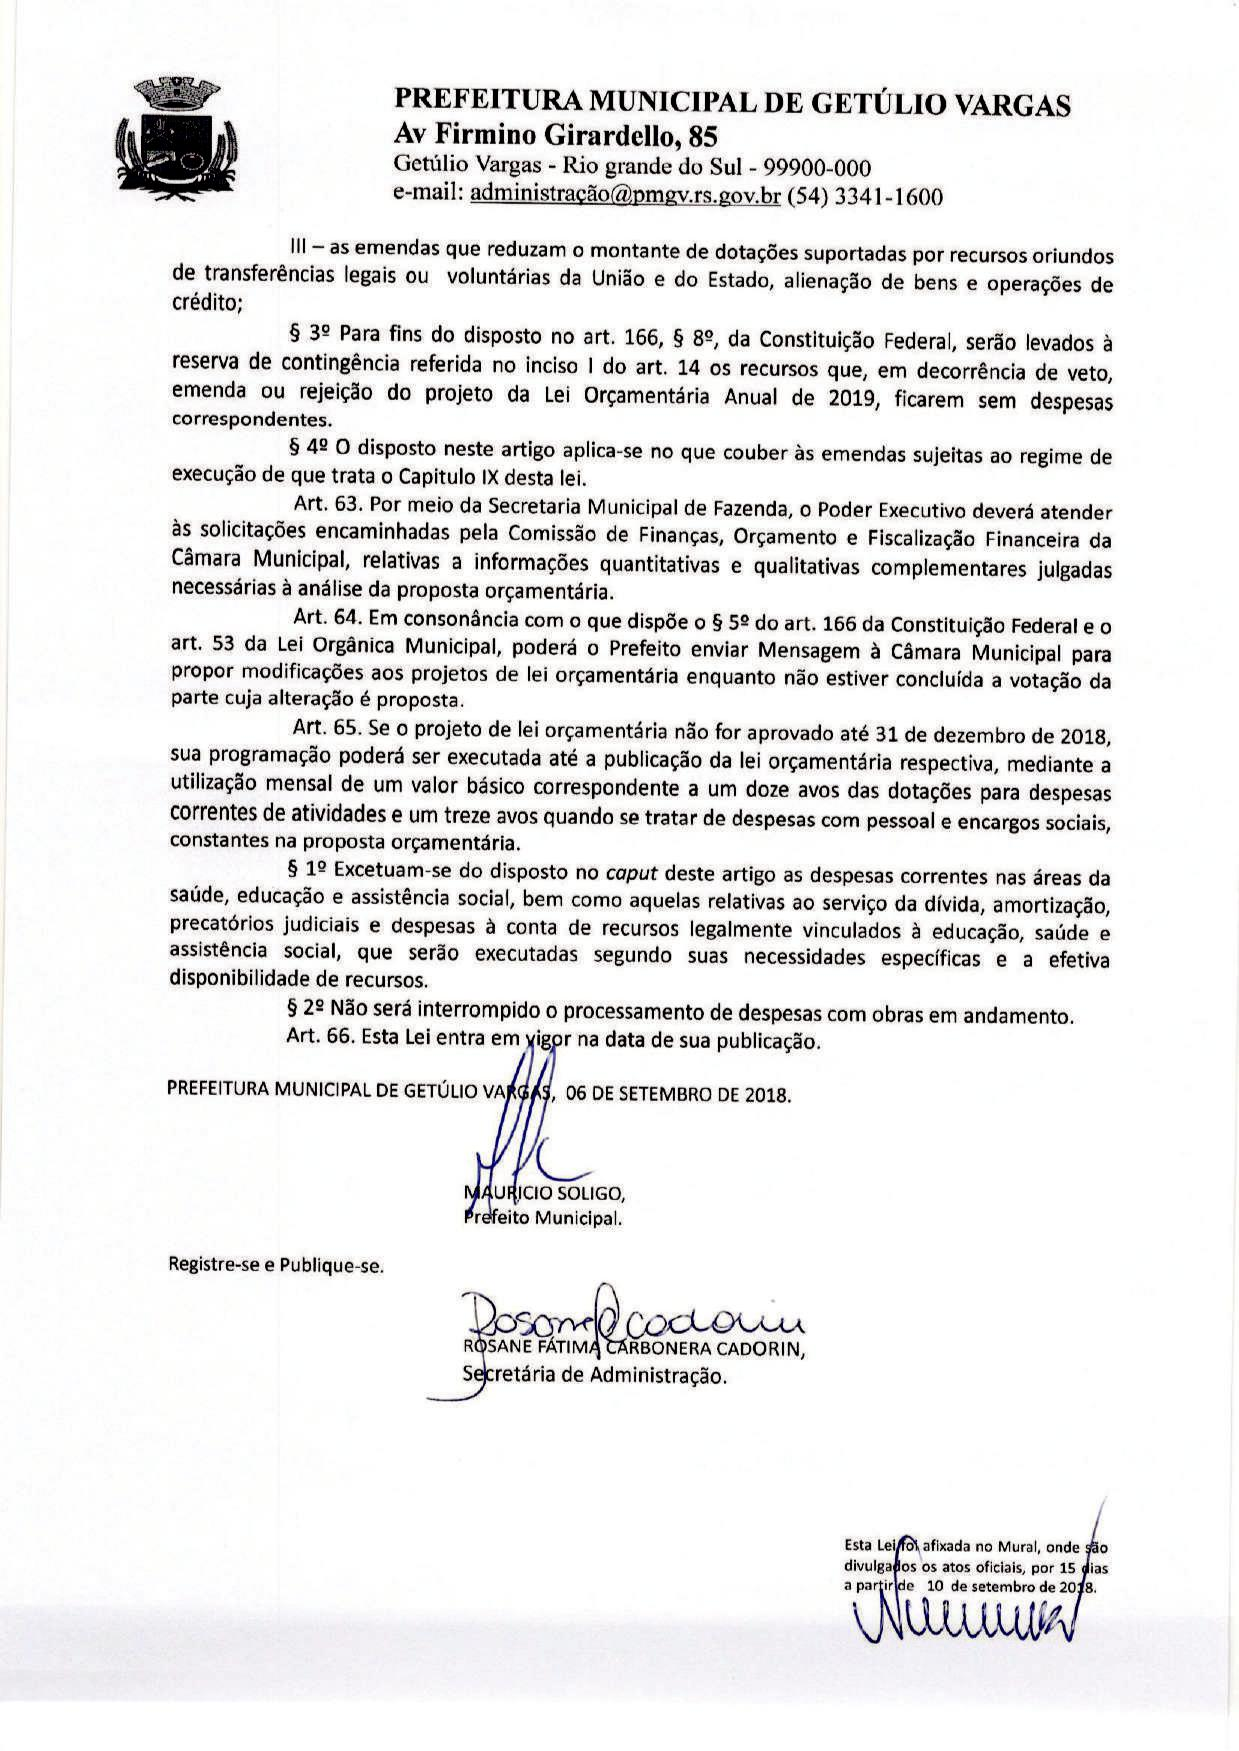 PREFEITURA MUNICIPAL DE GETÚLIO VARGAS
Av Firmino Girardello, 85
Getúlio Vargas - Rio grande do Sul - 99900-000
e-mail: administração@pmgv.rs.gov.br (54) 3341-1600
III – as emendas que reduzam o montante de dotações suportadas por recursos oriundos
de transferências legais ou voluntárias da União e do Estado, alienação de bens e operações de
crédito;
§ 3º Para fins do disposto no art. 166, § 8º, da Constituição Federal, serão levados à
reserva de contingência referida no inciso I do art. 14 os recursos que, em decorrência de veto,
emenda ou rejeição do projeto da Lei Orçamentária Anual de 2019, ficarem sem despesas
correspondentes.
§ 4º O disposto neste artigo aplica-se no que couber às emendas sujeitas ao regime de
execução de que trata o Capitulo IX desta lei.
Art. 63. Por meio da Secretaria Municipal de Fazenda, o Poder Executivo deverá atender
às solicitações encaminhadas pela Comissão de Finanças, Orçamento e Fiscalização Financeira da
Câmara Municipal, relativas a informações quantitativas e qualitativas complementares julgadas
necessárias à análise da proposta orçamentária.
Art. 64. Em consonância com o que dispõe o § 5º do art. 166 da Constituição Federal e o
art. 53 da Lei Orgânica Municipal, poderá o Prefeito enviar Mensagem à Câmara Municipal para
propor modificações aos projetos de lei orçamentária enquanto não estiver concluída a votação da
parte cuja alteração é proposta.
Art. 65. Se o projeto de lei orçamentária não for aprovado até 31 de dezembro de 2018,
sua programação poderá ser executada até a publicação da lei orçamentária respectiva, mediante a
utilização mensal de um valor básico correspondente a um doze avos das dotações para despesas
correntes de atividades e um treze avos quando se tratar de despesas com pessoal e encargos sociais,
constantes na proposta orçamentária.
§ 1º Excetuam-se do disposto no caput deste artigo as despesas correntes nas áreas da
saúde, educação e assistência social, bem como aquelas relativas ao serviço da dívida, amortização,
precatórios judiciais e despesas à conta de recursos legalmente vinculados à educação, saúde e
assistência social, que serão executadas segundo suas necessidades específicas e a efetiva
disponibilidade de recursos.
§ 2º Não será interrompido o processamento de despesas com obras em andamento.
Art. 66. Esta Lei entra em vigor na data de sua publicação.
PREFEITURA MUNICIPAL DE GETÚLIO VARGAS, 06 DE SETEMBRO DE 2018.
MAURICIO SOLIGO,
Prefeito Municipal.
Registre-se e Publique-se.
Rosane Cadorin
ROSANE FÁTIMA CARBONERA CADORIN,
Secretária de Administração.
Esta Lei foi afixada no Mural, onde são
divulgados os atos oficiais, por 15 dias
a partir de 10 de setembro de 2018.